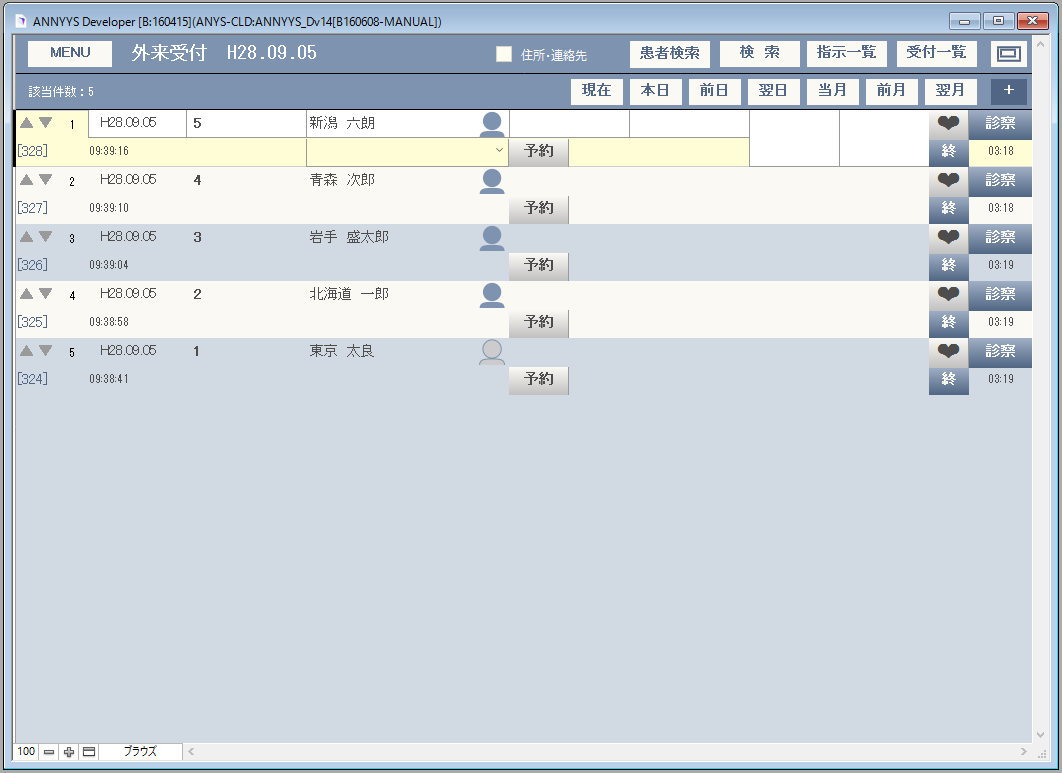 ANNYYS Developer [B:160415](ANYS-CLD:ANNYYS_Dv14[B160608-MANUAL])
MENU 外来受付 H28.09.05 住所・連絡先 患者検索 検 索 指示一覧 受付一覧
該当件数：5 現在 本日 前日 翌日 当月 前月 翌月 +
1 H28.09.05 5 新潟 六朗 診察
[328] 09:39:16 予約 終 03:18
2 H28.09.05 4 青森 次郎 診察
[327] 09:39:10 予約 終 03:18
3 H28.09.05 3 岩手 盛太郎 診察
[326] 09:39:04 予約 終 03:19
4 H28.09.05 2 北海道 一郎 診察
[325] 09:38:58 予約 終 03:19
5 H28.09.05 1 東京 太良 診察
[324] 09:38:41 予約 終 03:19
100 ブラウズ